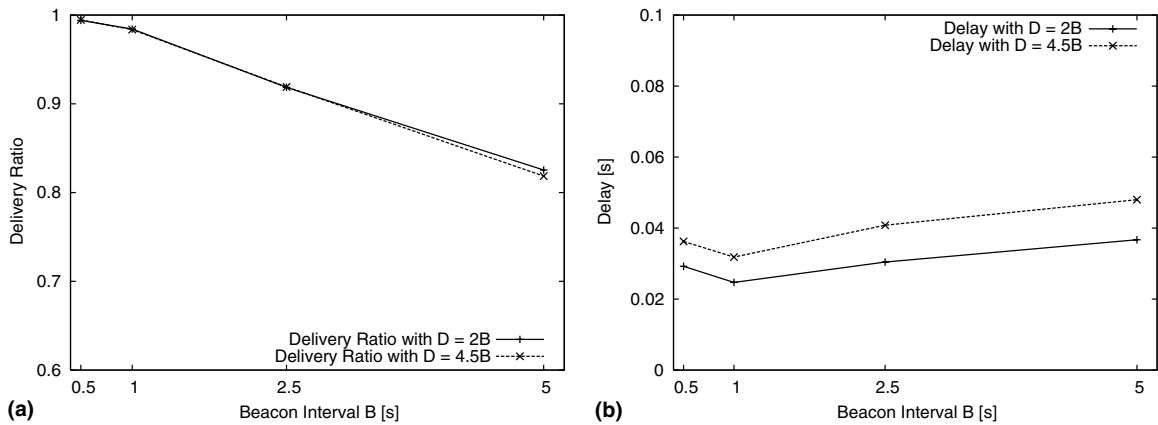 1
0.9
0.8
0.7
0.6
Delivery Ratio
Delivery Ratio with D = 2B
Delivery Ratio with D = 4.5B
0.5 1 2.5 5
Beacon Interval B [s]
(a)
0.1
0.08
0.06
0.04
0.02
0
Delay [s]
Delay with D = 2B
Delay with D = 4.5B
0.5 1 2.5 5
Beacon Interval B [s]
(b)